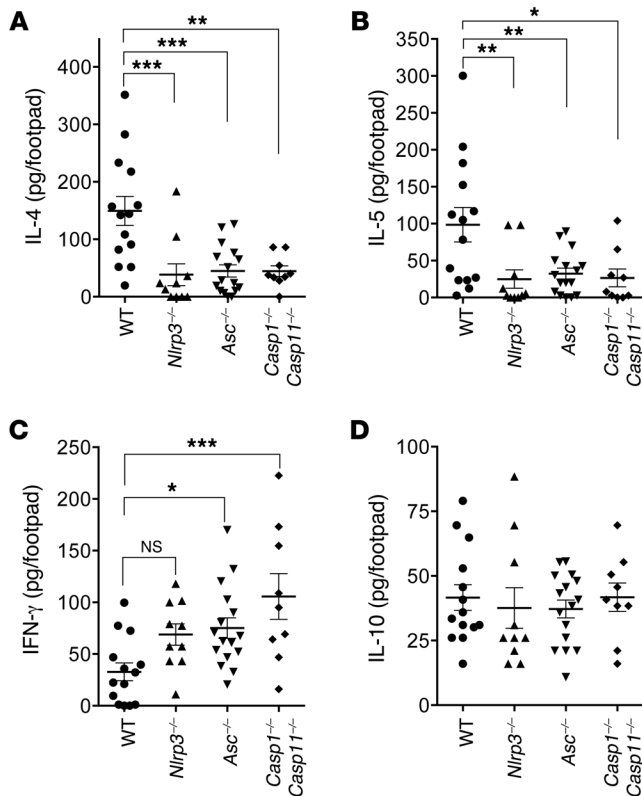 A
IL-4 (pg/footpad)
400
300
200
100
0
**
***
***
WT
Nlrp3⁻/⁻
Asc⁻/⁻
Casp1⁻/⁻
Casp11⁻/⁻
B
IL-5 (pg/footpad)
350
300
250
200
150
100
50
0
*
**
**
WT
Nlrp3⁻/⁻
Asc⁻/⁻
Casp1⁻/⁻
Casp11⁻/⁻
C
IFN-γ (pg/footpad)
250
200
150
100
50
0
***
*
NS
WT
Nlrp3⁻/⁻
Asc⁻/⁻
Casp1⁻/⁻
Casp11⁻/⁻
D
IL-10 (pg/footpad)
100
75
50
25
0
WT
Nlrp3⁻/⁻
Asc⁻/⁻
Casp1⁻/⁻
Casp11⁻/⁻